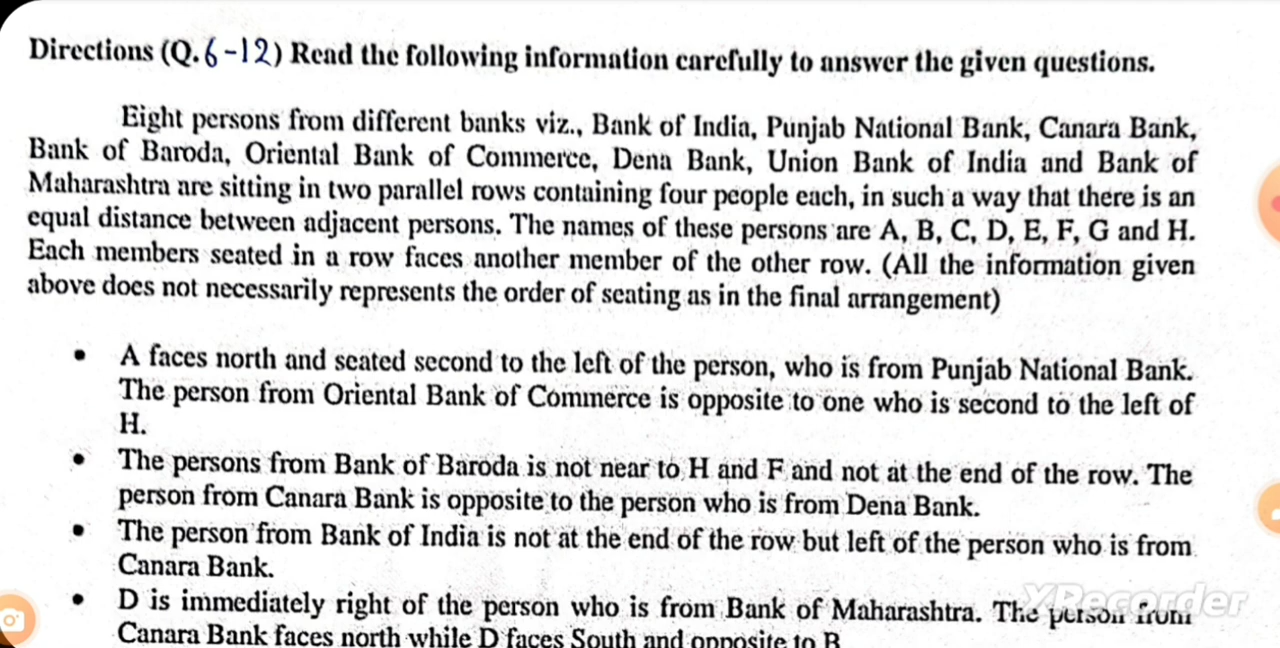 Directions (Q.6-12) Read the following information carefully to answer the given questions.
Eight persons from different banks viz., Bank of India, Punjab National Bank, Canara Bank,
Bank of Baroda, Oriental Bank of Commerce, Dena Bank, Union Bank of India and Bank of
Maharashtra are sitting in two parallel rows containing four people each, in such a way that there is an
equal distance between adjacent persons. The names of these persons are A, B, C, D, E, F, G and H.
Each members seated in a row faces another member of the other row. (All the information given
above does not necessarily represents the order of seating as in the final arrangement)
• A faces north and seated second to the left of the person, who is from Punjab National Bank.
The person from Oriental Bank of Commerce is opposite to one who is second to the left of
H.
• The persons from Bank of Baroda is not near to H and F and not at the end of the row. The
person from Canara Bank is opposite to the person who is from Dena Bank.
• The person from Bank of India is not at the end of the row but left of the person who is from
Canara Bank.
• D is immediately right of the person who is from Bank of Maharashtra. The person from
Canara Bank faces north while D faces South and opposite to B
XRecorder